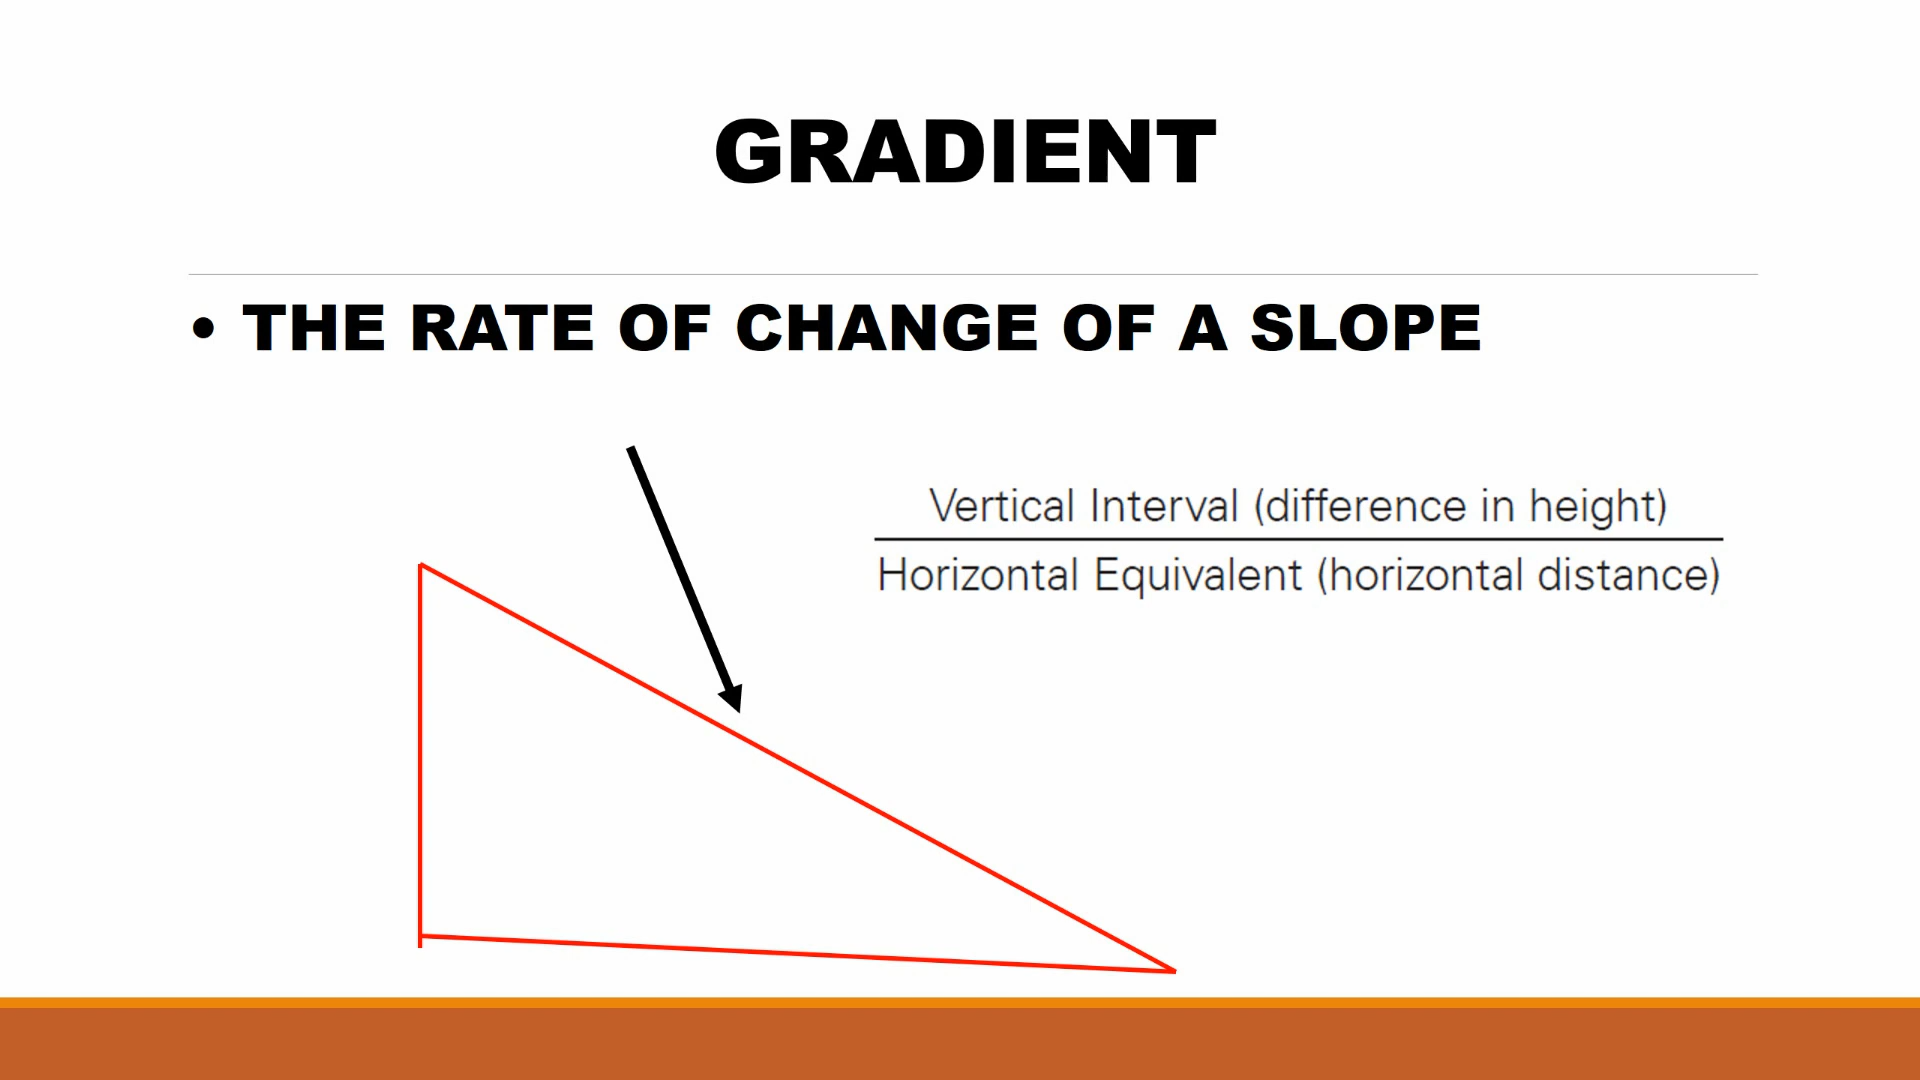 GRADIENT
• THE RATE OF CHANGE OF A SLOPE
Vertical Interval (difference in height)
Horizontal Equivalent (horizontal distance)